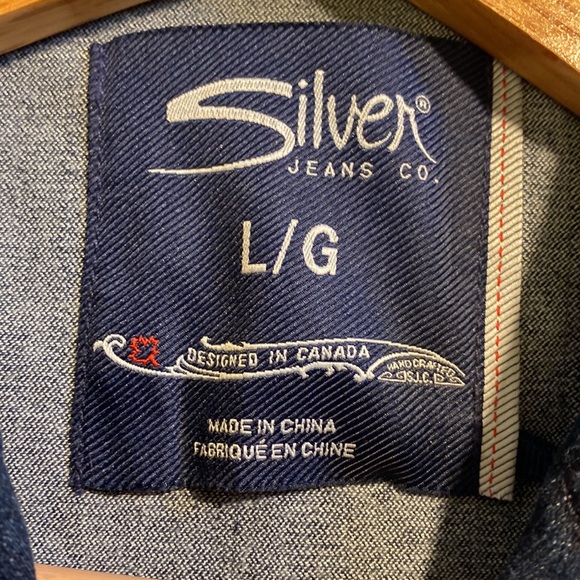 Silver®
JEANS CO.
L/G
DESIGNED IN CANADA
HAND CRAFTED
S.J.C.
MADE IN CHINA
FABRIQUÉ EN CHINE